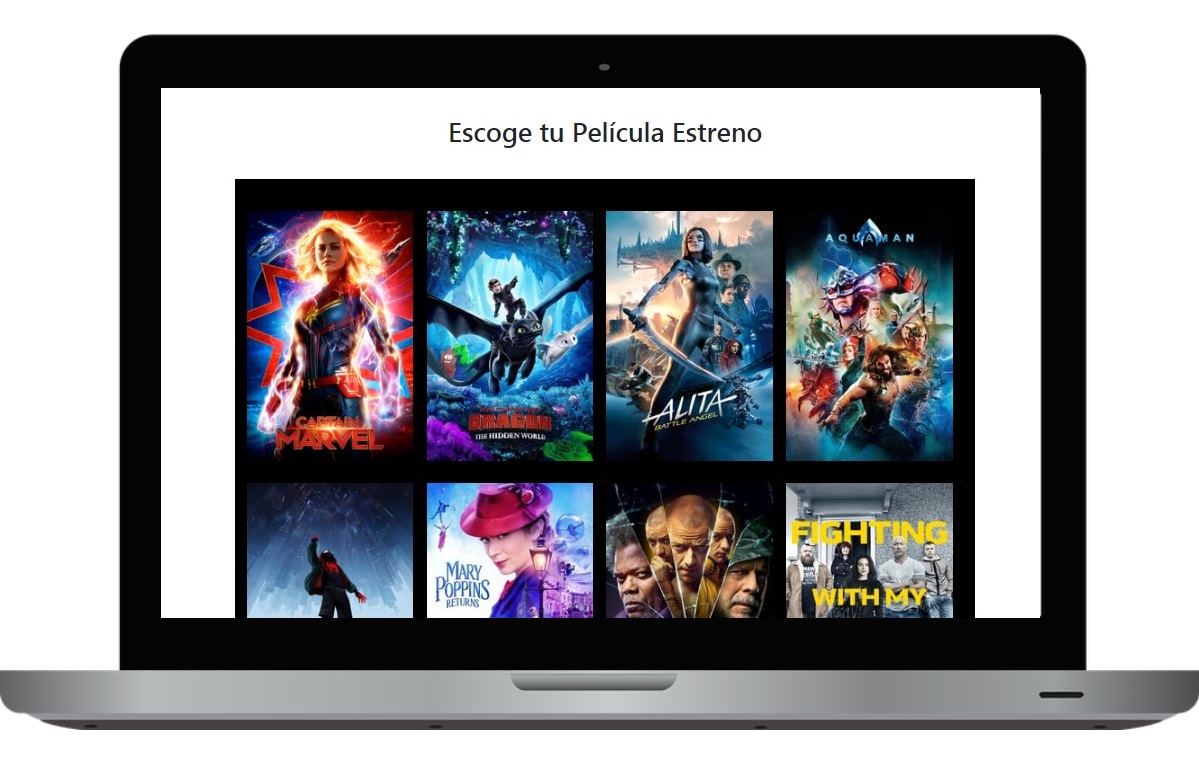 Escoge tu Película Estreno
CAPTAIN
MARVEL
DRAGON
THE HIDDEN WORLD
ALITA
BATTLE ANGEL
AQUAMAN
MARY
POPPINS
RETURNS
FIGHTING
WITH MY